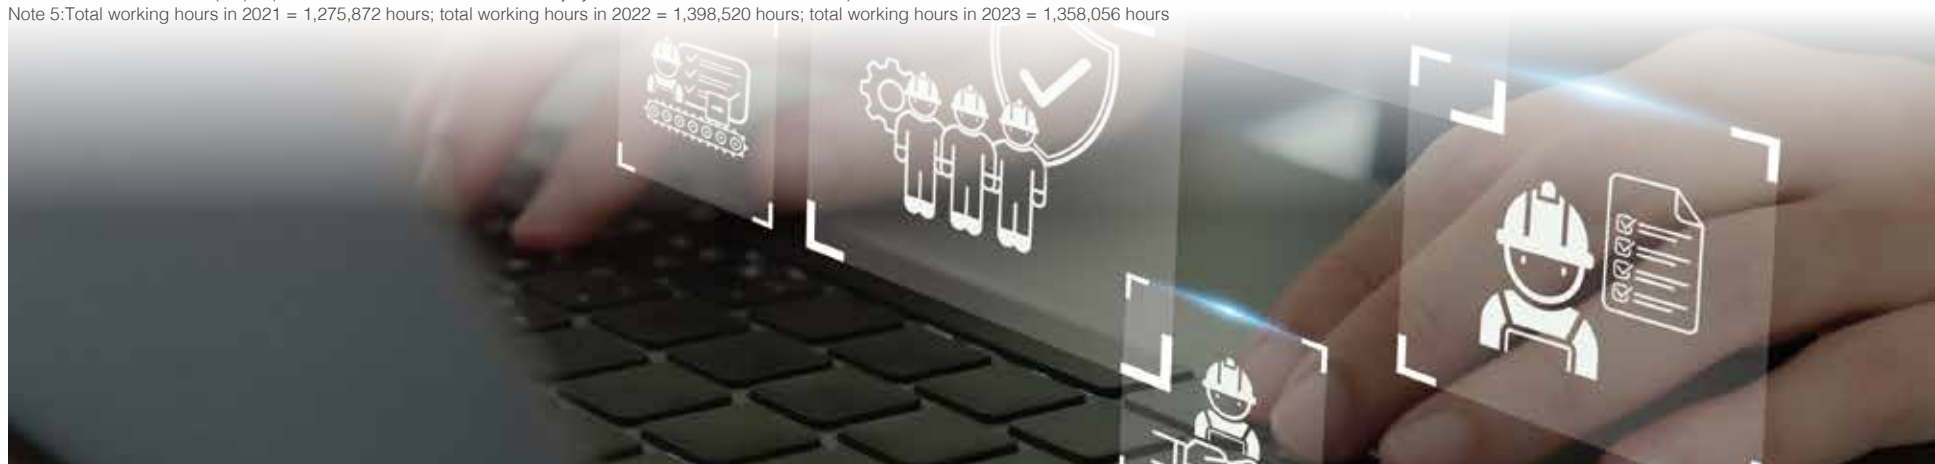 Note 5:Total working hours in 2021 = 1,275,872 hours; total working hours in 2022 = 1,398,520 hours; total working hours in 2023 = 1,358,056 hours